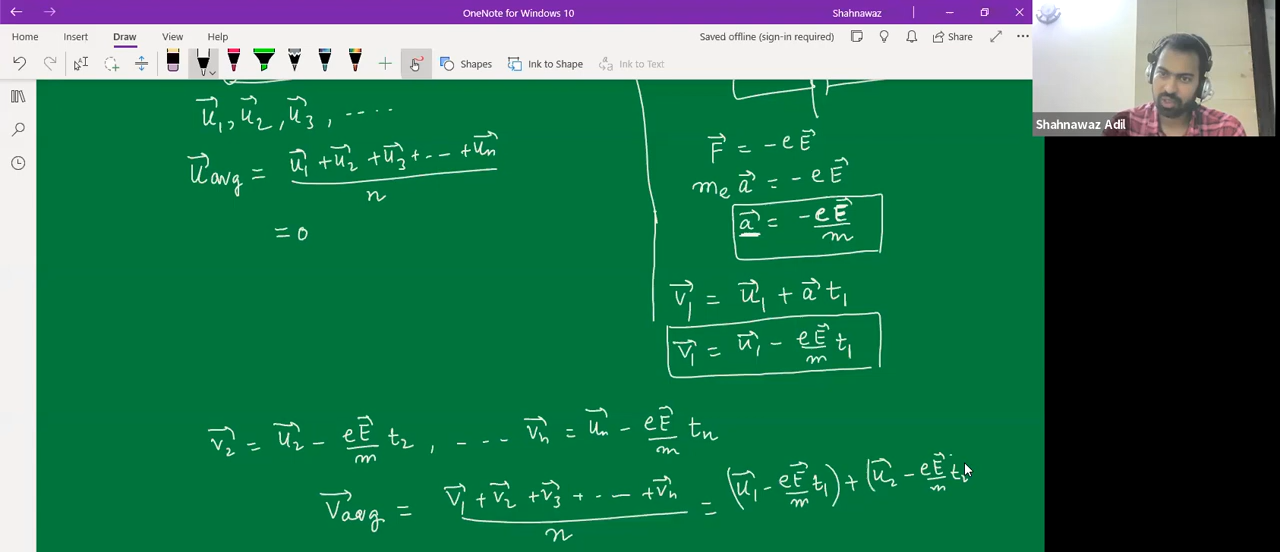 OneNote for Windows 10
Shahnawaz
Home Insert Draw View Help
Saved offline (sign-in required) Share
Shapes Ink to Shape Ink to Text
Shahnawaz Adil
u⃗₁, u⃗₂, u⃗₃, ....
u⃗avg = (u⃗₁ + u⃗₂ + u⃗₃ + ... + u⃗n) / n
= 0
F⃗ = -eE⃗
mₑ a⃗ = -eE⃗
a⃗ = -eE⃗/m
v⃗₁ = u⃗₁ + a⃗ t₁
v⃗₁ = u⃗₁ - eE⃗/m t₁
v⃗₂ = u⃗₂ - eE⃗/m t₂, .... v⃗n = u⃗n - eE⃗/m tn
v⃗avg = (v⃗₁ + v⃗₂ + v⃗₃ + .... + v⃗n) / n = (u⃗₁ - eE⃗/m t₁) + (u⃗₂ - eE⃗/m t₂